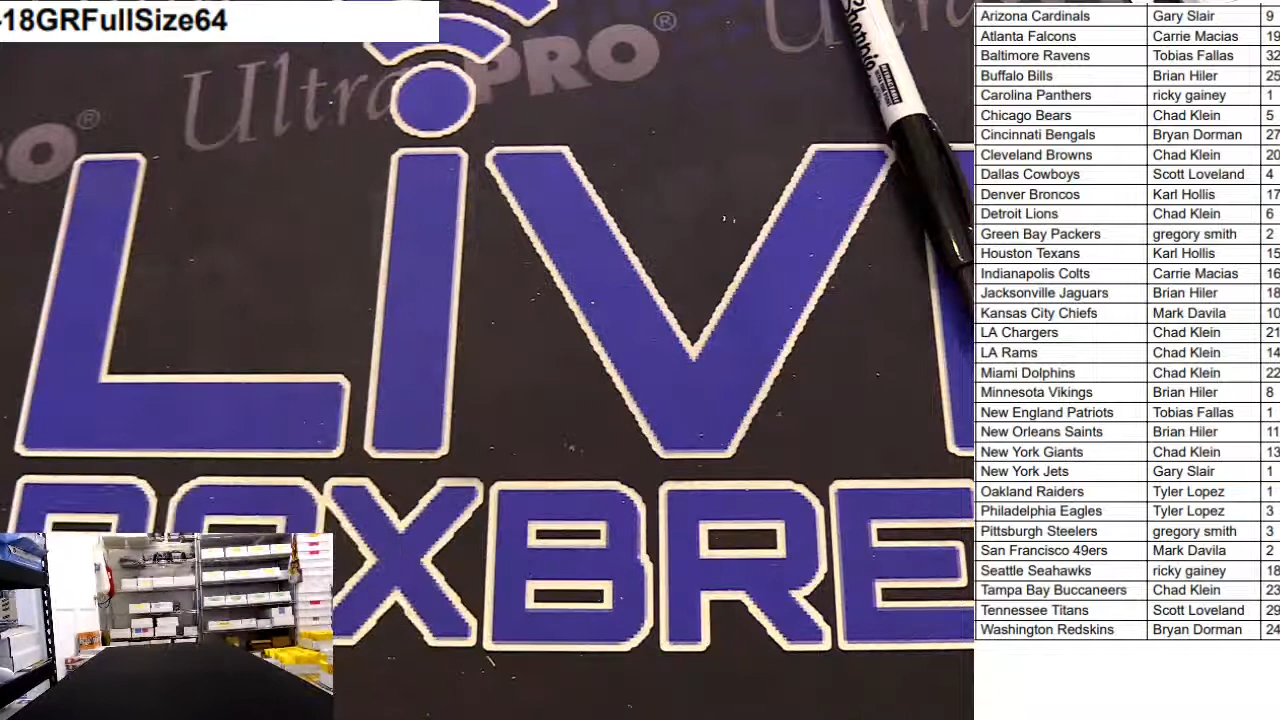 -18GRFullSize64
Ultra PRO®
PRO®
Ul
LiV
BOXBRE
Sharpie
Arizona Cardinals Gary Slair 9
Atlanta Falcons Carrie Macias 19
Baltimore Ravens Tobias Fallas 32
Buffalo Bills Brian Hiler 25
Carolina Panthers ricky gainey 1
Chicago Bears Chad Klein 5
Cincinnati Bengals Bryan Dorman 27
Cleveland Browns Chad Klein 20
Dallas Cowboys Scott Loveland 4
Denver Broncos Karl Hollis 17
Detroit Lions Chad Klein 6
Green Bay Packers gregory smith 2
Houston Texans Karl Hollis 15
Indianapolis Colts Carrie Macias 16
Jacksonville Jaguars Brian Hiler 18
Kansas City Chiefs Mark Davila 10
LA Chargers Chad Klein 21
LA Rams Chad Klein 14
Miami Dolphins Chad Klein 22
Minnesota Vikings Brian Hiler 8
New England Patriots Tobias Fallas 1
New Orleans Saints Brian Hiler 11
New York Giants Chad Klein 13
New York Jets Gary Slair 1
Oakland Raiders Tyler Lopez 1
Philadelphia Eagles Tyler Lopez 3
Pittsburgh Steelers gregory smith 3
San Francisco 49ers Mark Davila 2
Seattle Seahawks ricky gainey 18
Tampa Bay Buccaneers Chad Klein 23
Tennessee Titans Scott Loveland 29
Washington Redskins Bryan Dorman 24